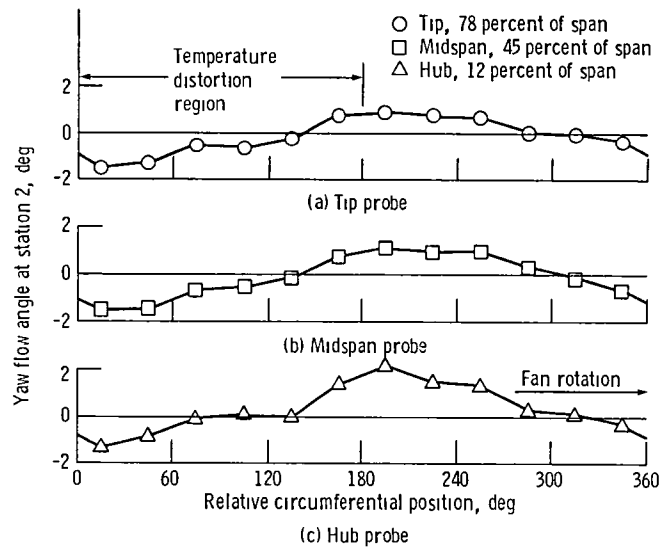 Tip, 78 percent of span
Midspan, 45 percent of span
Hub, 12 percent of span
Temperature
distortion
region
Yaw flow angle at station 2, deg
2
0
-2
(a) Tip probe
2
0
-2
(b) Midspan probe
2
0
-2
Fan rotation
0 60 120 180 240 300 360
Relative circumferential position, deg
(c) Hub probe